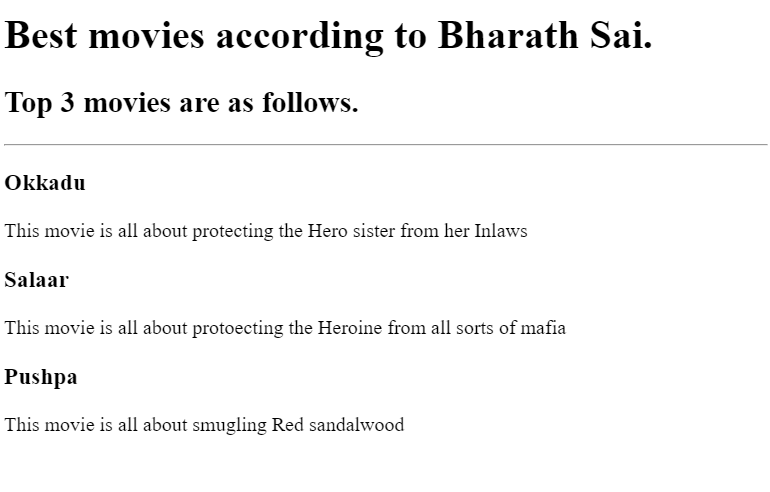 Best movies according to Bharath Sai.
Top 3 movies are as follows.
Okkadu
This movie is all about protecting the Hero sister from her Inlaws
Salaar
This movie is all about protoecting the Heroine from all sorts of mafia
Pushpa
This movie is all about smugling Red sandalwood